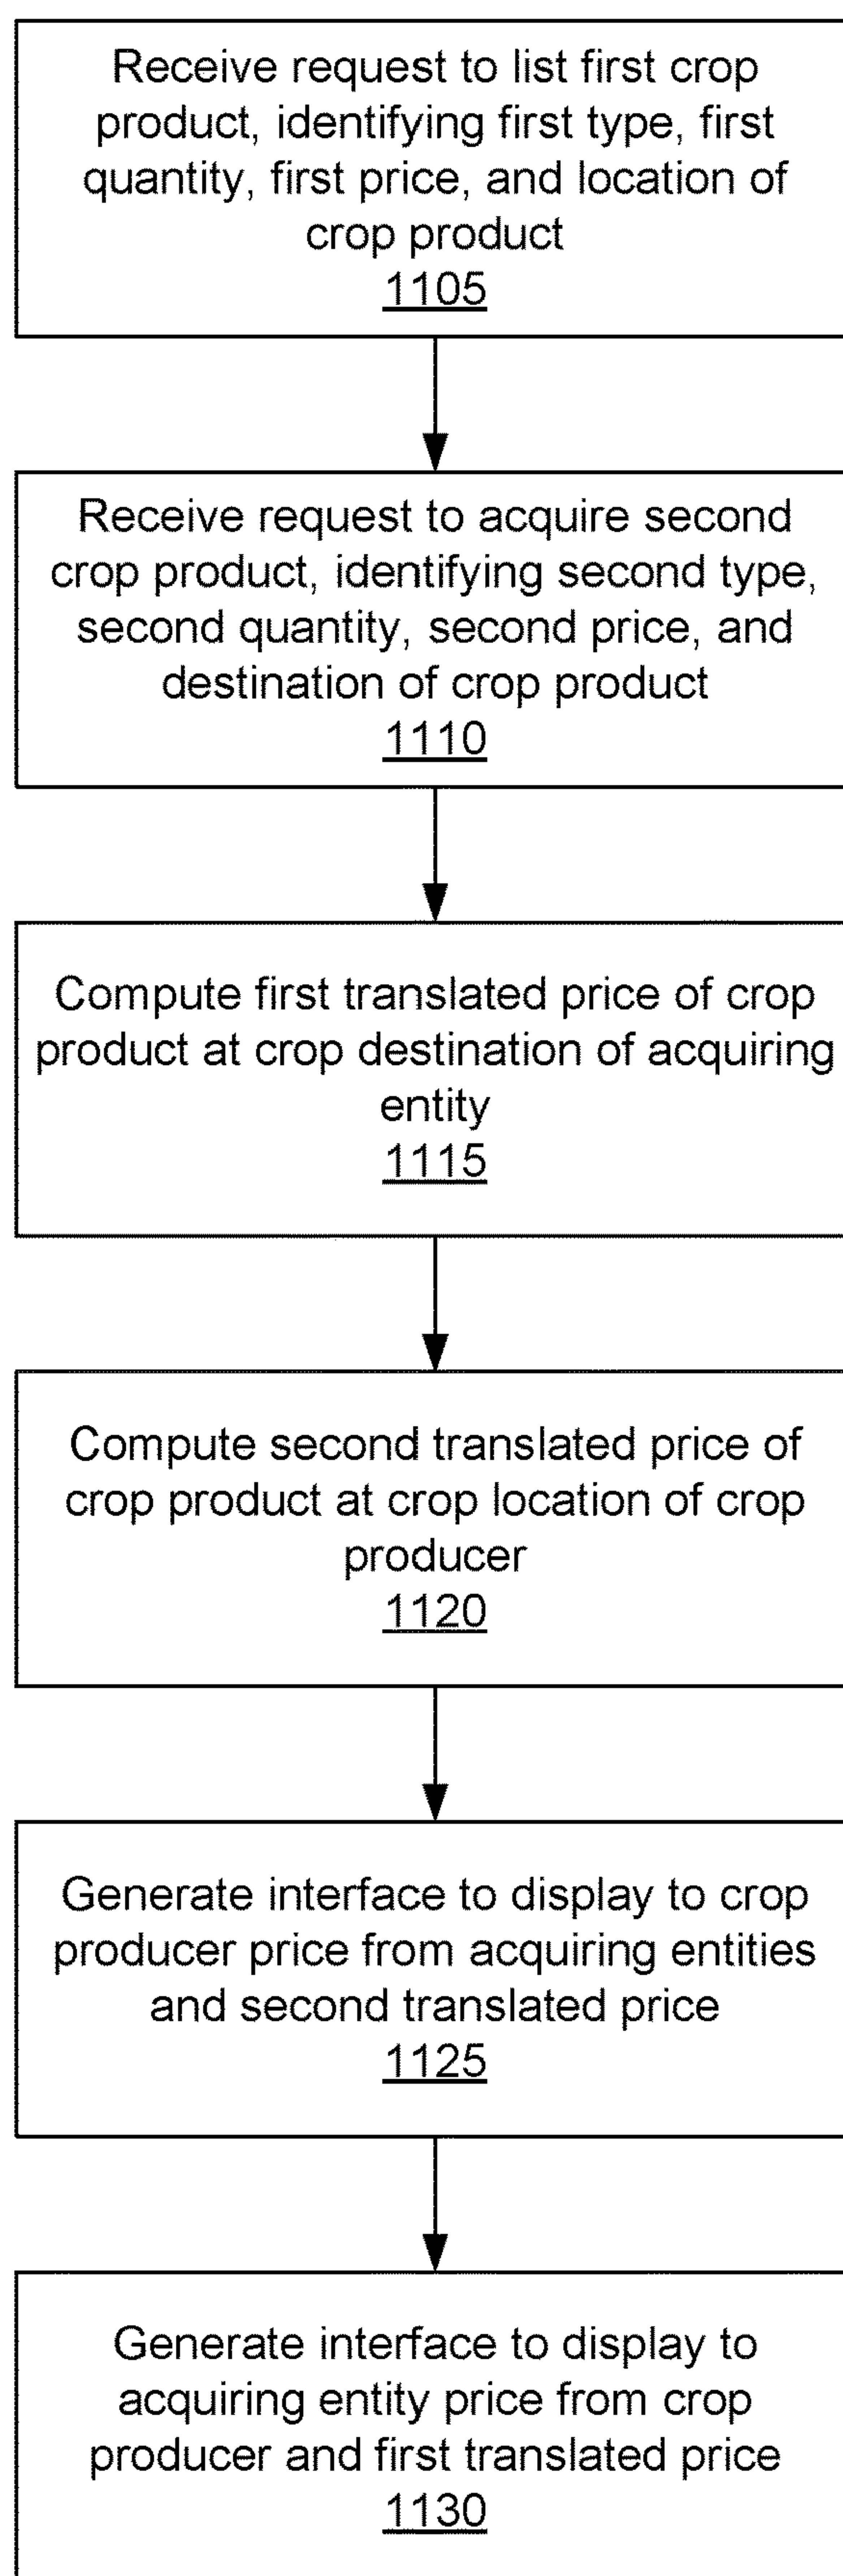 Receive request to list first crop
product, identifying first type, first
quantity, first price, and location of
crop product
1105
Receive request to acquire second
crop product, identifying second type,
second quantity, second price, and
destination of crop product
1110
Compute first translated price of crop
product at crop destination of acquiring
entity
1115
Compute second translated price of
crop product at crop location of crop
producer
1120
Generate interface to display to crop
producer price from acquiring entities
and second translated price
1125
Generate interface to display to
acquiring entity price from crop
producer and first translated price
1130